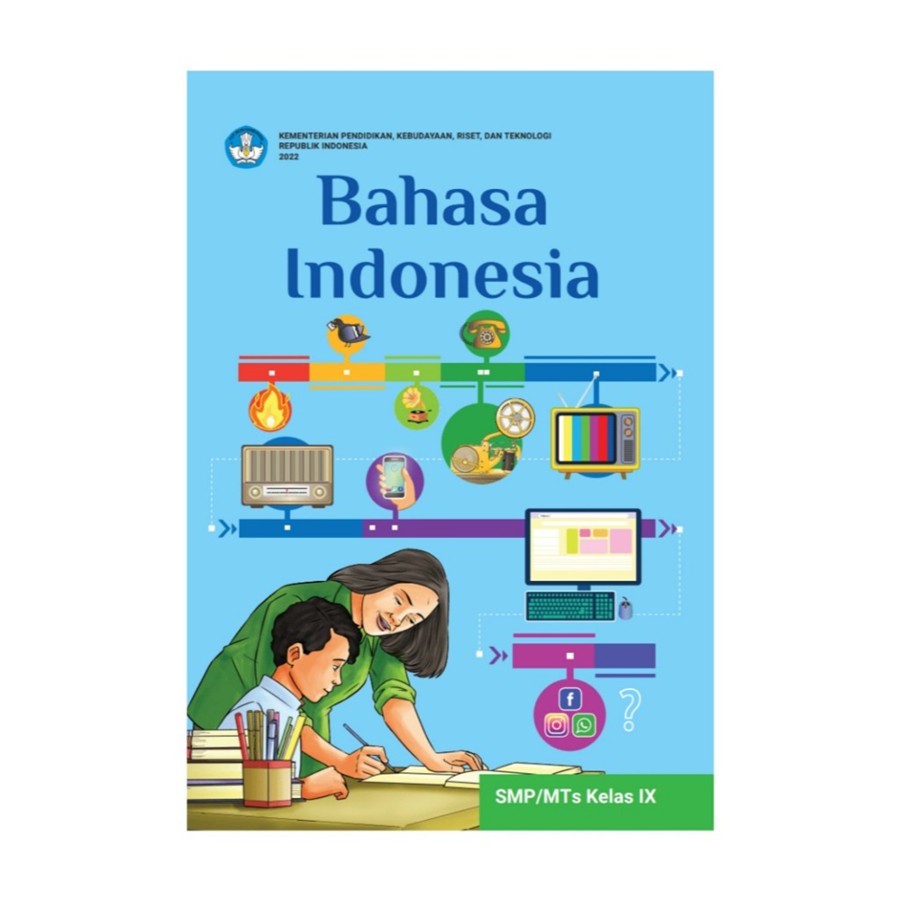 KEMENTERIAN PENDIDIKAN, KEBUDAYAAN, RISET, DAN TEKNOLOGI
REPUBLIK INDONESIA
2022
Bahasa
Indonesia
?
SMP/MTs Kelas IX